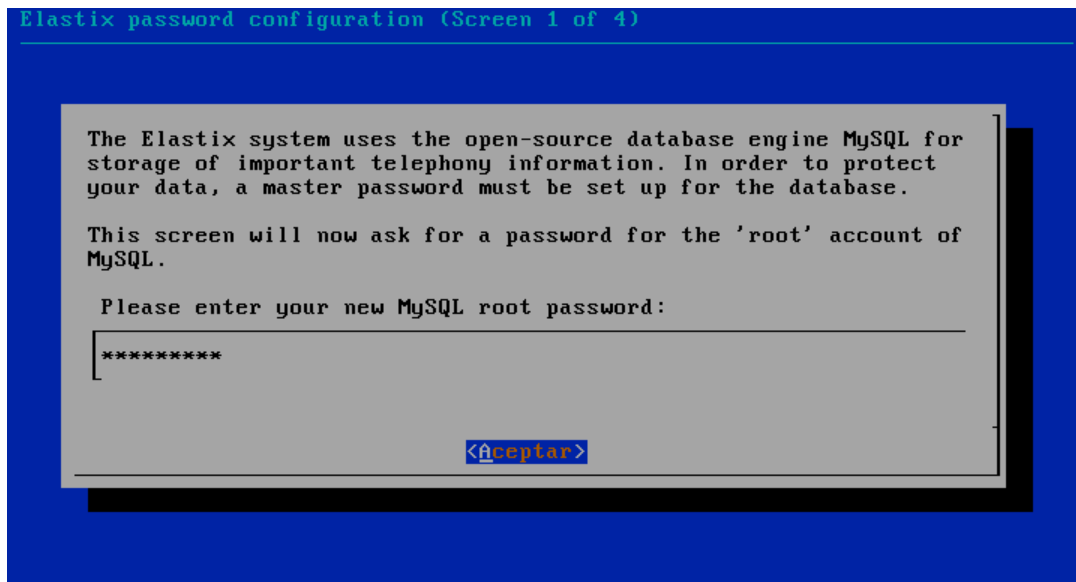 Elastix password configuration (Screen 1 of 4)
The Elastix system uses the open-source database engine MySQL for
storage of important telephony information. In order to protect
your data, a master password must be set up for the database.
This screen will now ask for a password for the 'root' account of
MySQL.
Please enter your new MySQL root password:
*********
<Aceptar>